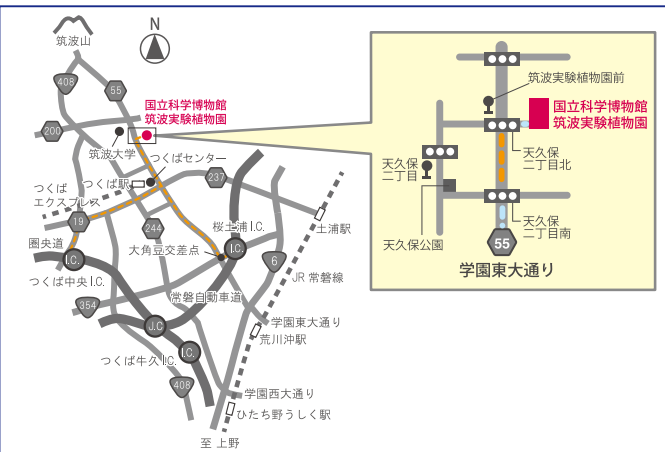 N
筑波山
408
55
国立科学博物館
筑波実験植物園
200
筑波大学
つくばセンター
つくば駅
つくば
エクスプレス
237
19
244
桜土浦I.C.
土浦駅
圏央道
I.C.
つくば中央I.C.
大角豆交差点
I.C.
6
JR 常磐線
354
常磐自動車道
J.C
学園東大通り
荒川沖駅
つくば牛久I.C.
I.C.
408
学園西大通り
ひたち野うしく駅
至 上野
筑波実験植物園前
国立科学博物館
筑波実験植物園
天久保
二丁目
天久保
二丁目北
天久保公園
天久保
二丁目南
55
学園東大通り